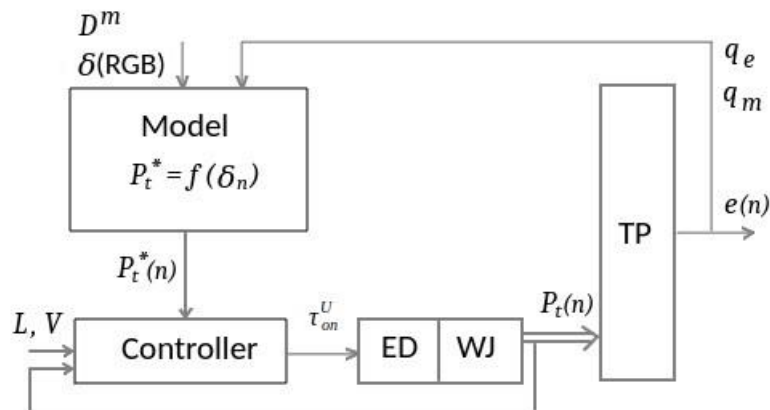 D^m
δ(RGB)
Model
P_t^* = f(δ_n)
q_e
q_m
e(n)
TP
P_t^*(n)
P_t(n)
L, V
τ_on^U
Controller
ED
WJ